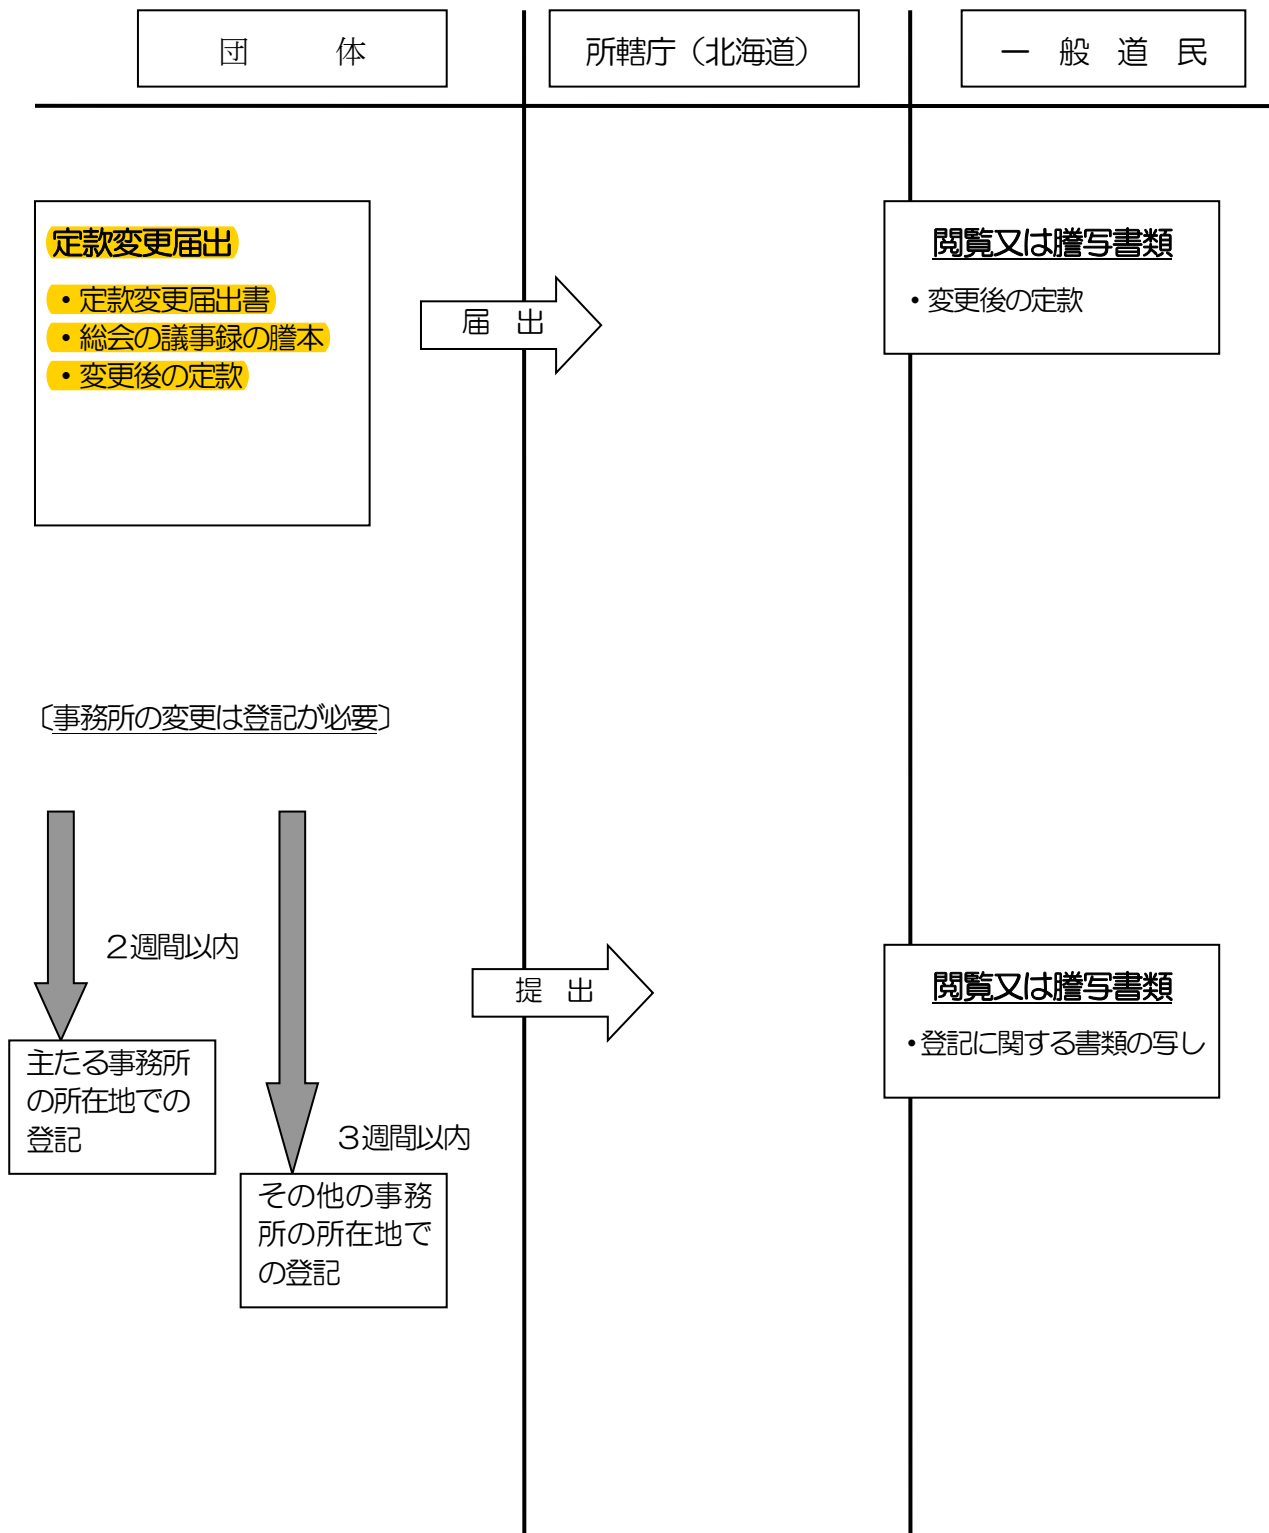 団　体
所轄庁（北海道）
一 般 道 民
定款変更届出
・定款変更届出書
・総会の議事録の謄本
・変更後の定款
届 出
閲覧又は謄写書類
・変更後の定款
〔事務所の変更は登記が必要〕
２週間以内
主たる事務所
の所在地での
登記
３週間以内
その他の事務
所の所在地で
の登記
提 出
閲覧又は謄写書類
・登記に関する書類の写し